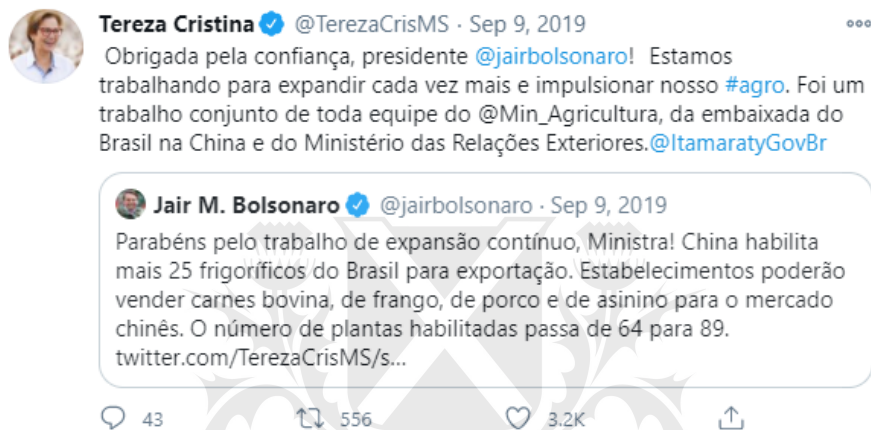 Tereza Cristina @TerezaCrisMS · Sep 9, 2019
Obrigada pela confiança, presidente @jairbolsonaro! Estamos
trabalhando para expandir cada vez mais e impulsionar nosso #agro. Foi um
trabalho conjunto de toda equipe do @Min_Agricultura, da embaixada do
Brasil na China e do Ministério das Relações Exteriores.@ItamaratyGovBr
Jair M. Bolsonaro @jairbolsonaro · Sep 9, 2019
Parabéns pelo trabalho de expansão contínuo, Ministra! China habilita
mais 25 frigoríficos do Brasil para exportação. Estabelecimentos poderão
vender carnes bovina, de frango, de porco e de asinino para o mercado
chinês. O número de plantas habilitadas passa de 64 para 89.
twitter.com/TerezaCrisMS/s...
43 556 3.2K